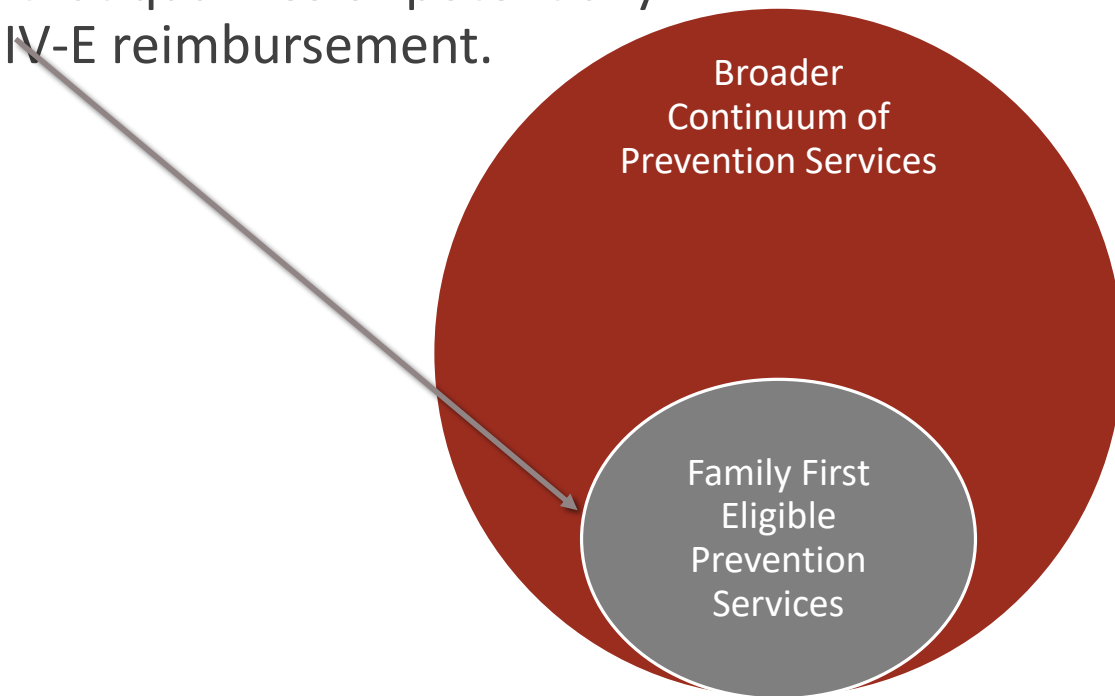 IV-E reimbursement.
Broader
Continuum of
Prevention Services
Family First
Eligible
Prevention
Services